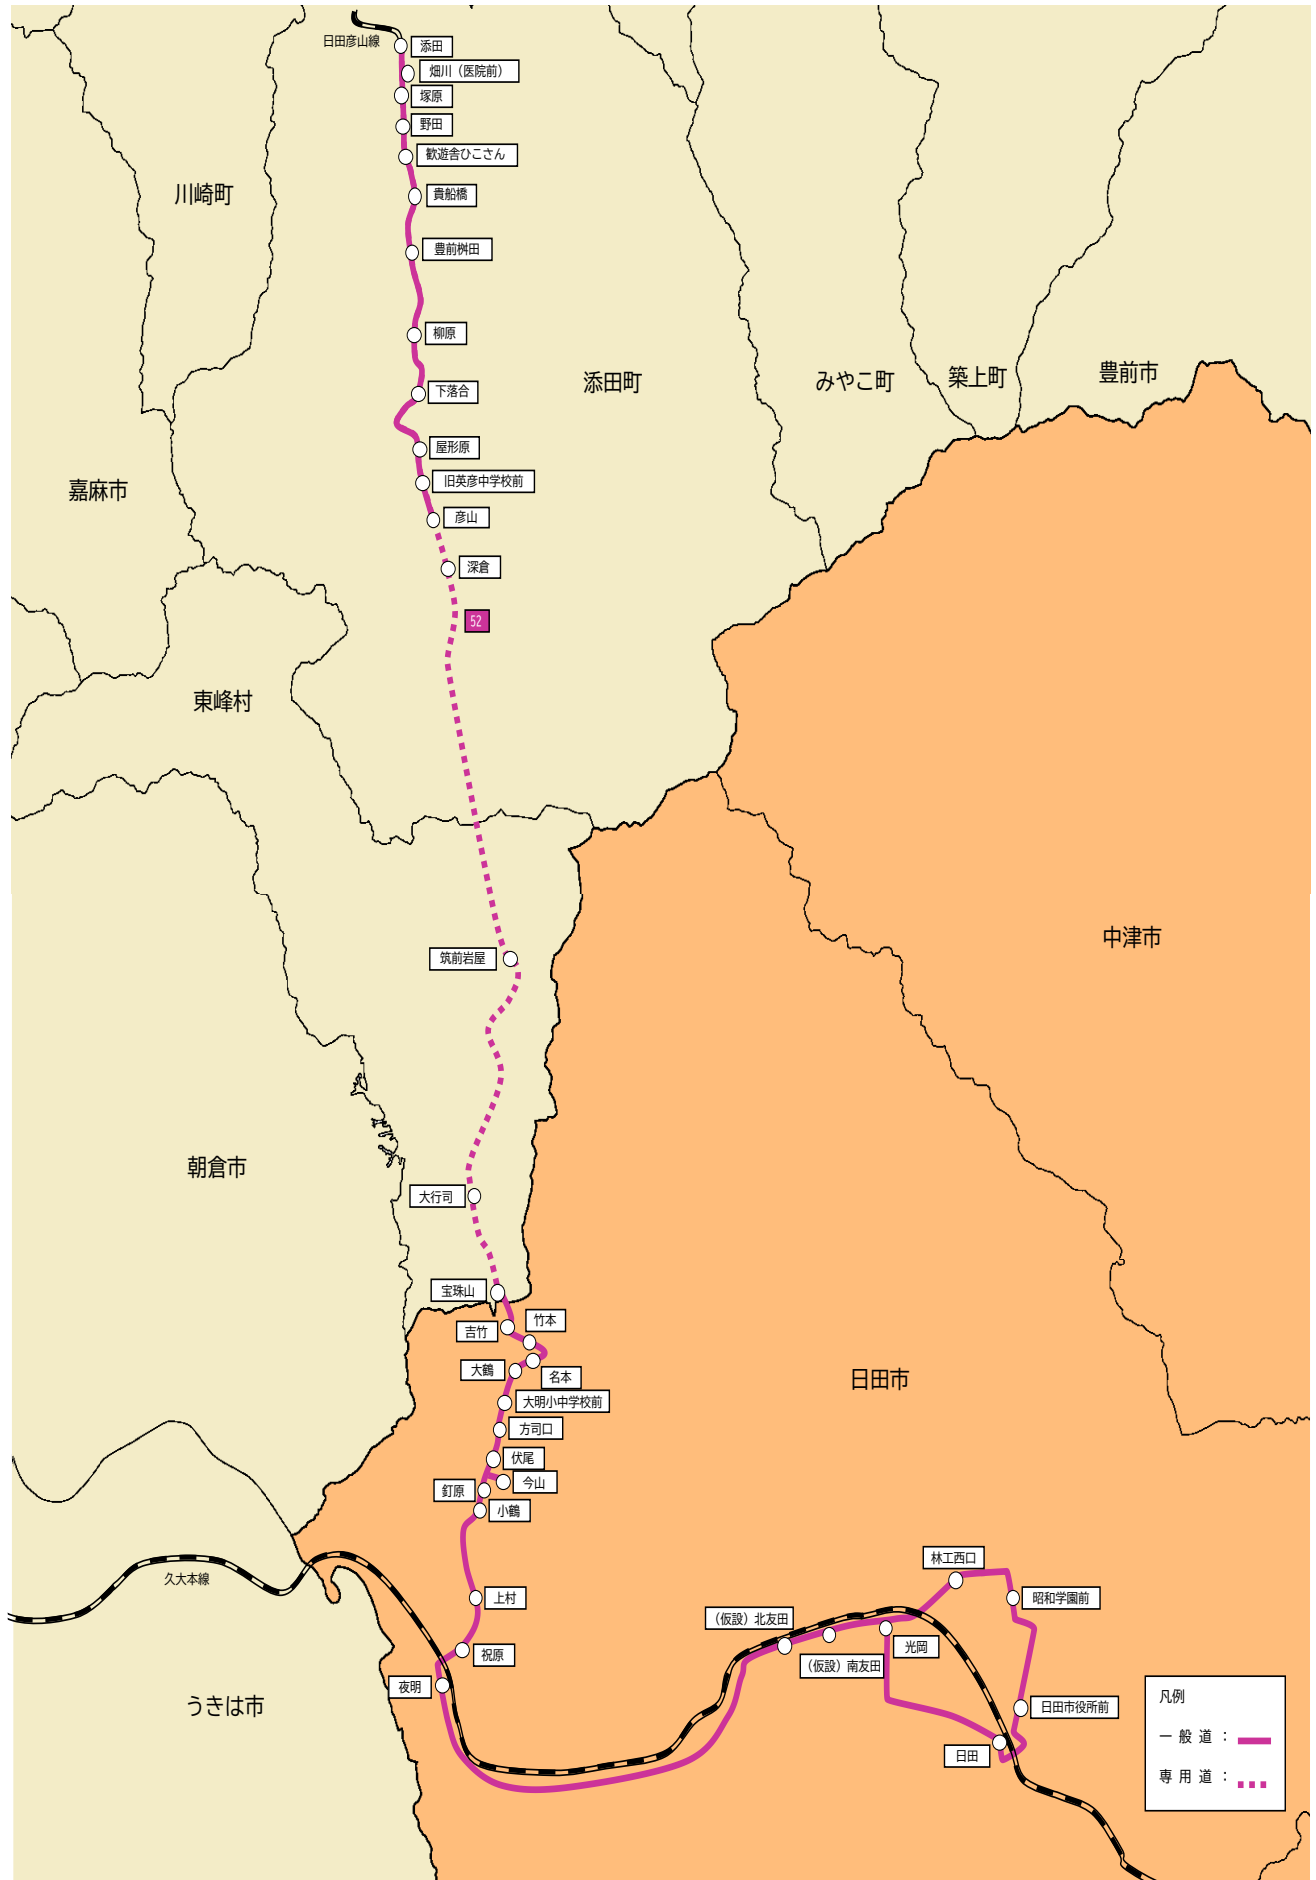 日田彦山線
添田
畑川（医院前）
塚原
野田
歓遊舎ひこさん
川崎町
貴船橋
豊前桝田
柳原
添田町
みやこ町
築上町
豊前市
下落合
屋形原
嘉麻市
旧英彦中学校前
彦山
深倉
52
東峰村
中津市
筑前岩屋
朝倉市
大行司
宝珠山
竹本
吉竹
大鶴
名本
日田市
大明小中学校前
方司口
伏尾
今山
釘原
小鶴
久大本線
林工西口
上村
昭和学園前
（仮設）北友田
光岡
祝原
（仮設）南友田
夜明
うきは市
日田市役所前
日田
凡例
一 般 道 ：
専 用 道 ：